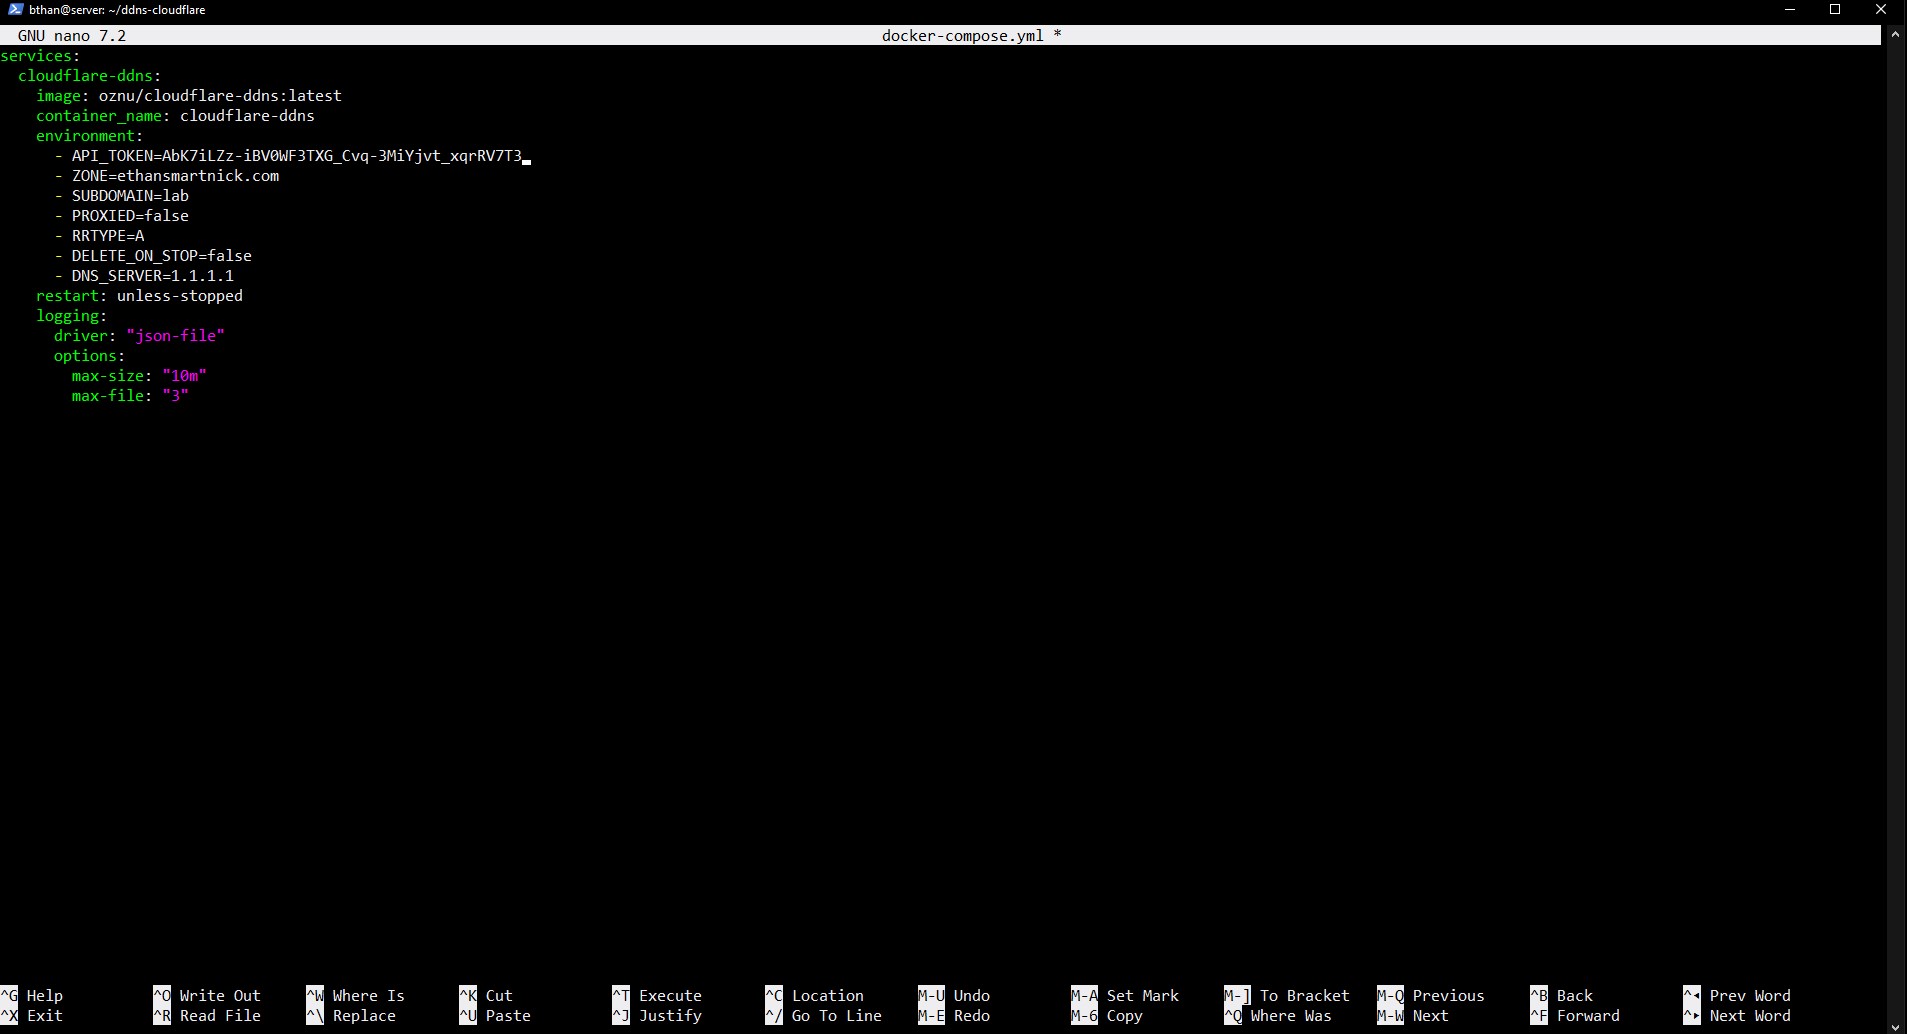 bthan@server: ~/ddns-cloudflare
GNU nano 7.2 docker-compose.yml *
services:
  cloudflare-ddns:
    image: oznu/cloudflare-ddns:latest
    container_name: cloudflare-ddns
    environment:
      - API_TOKEN=AbK7iLZz-iBV0WF3TXG_Cvq-3MiYjvt_xqrRV7T3
      - ZONE=ethansmartnick.com
      - SUBDOMAIN=lab
      - PROXIED=false
      - RRTYPE=A
      - DELETE_ON_STOP=false
      - DNS_SERVER=1.1.1.1
    restart: unless-stopped
    logging:
      driver: "json-file"
      options:
        max-size: "10m"
        max-file: "3"
^G Help ^O Write Out ^W Where Is ^K Cut ^T Execute ^C Location M-U Undo M-A Set Mark M-] To Bracket M-Q Previous ^B Back ^◂ Prev Word
^X Exit ^R Read File ^\ Replace ^U Paste ^J Justify ^/ Go To Line M-E Redo M-6 Copy ^Q Where Was M-W Next ^F Forward ^▸ Next Word